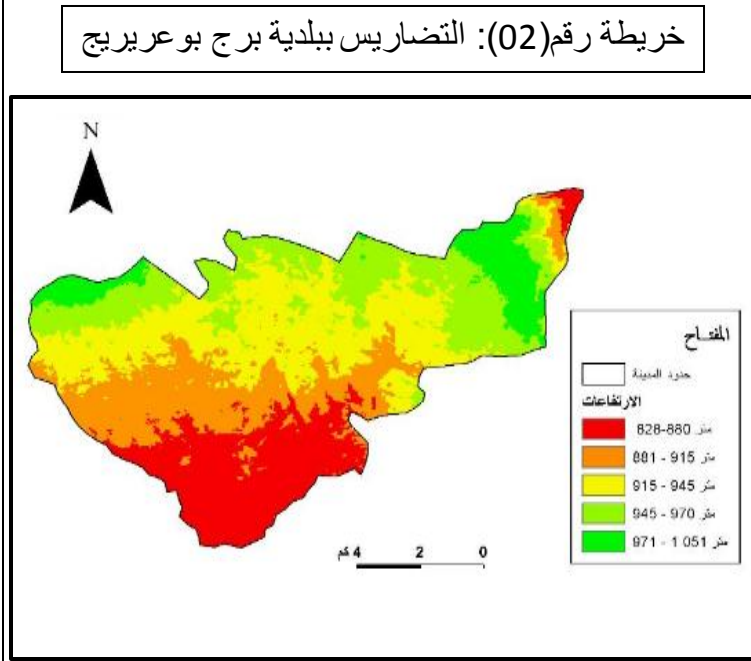 خريطة رقم(02): التضاريس ببلدية برج بوعريريج
N
المفتاح
حدود المدينة
الارتفاعات
828-880 متر
881 - 915 متر
915 - 945 متر
945 - 970 متر
971 - 1 051 متر
4 كم 2 0